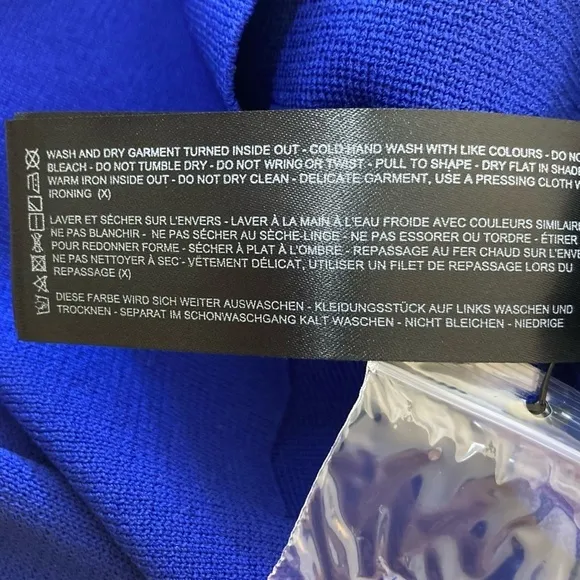 WASH AND DRY GARMENT TURNED INSIDE OUT - COLD HAND WASH WITH LIKE COLOURS - DO NO
BLEACH - DO NOT TUMBLE DRY - DO NOT WRING OR TWIST - PULL TO SHAPE - DRY FLAT IN SHADE
WARM IRON INSIDE OUT - DO NOT DRY CLEAN - DELICATE GARMENT, USE A PRESSING CLOTH W
IRONING (X)
LAVER ET SÉCHER SUR L'ENVERS - LAVER À LA MAIN À L'EAU FROIDE AVEC COULEURS SIMILAIRE
NE PAS BLANCHIR - NE PAS SÉCHER AU SÈCHE-LINGE - NE PAS ESSORER OU TORDRE - ÉTIRER
POUR REDONNER FORME - SÉCHER À PLAT À L'OMBRE - REPASSAGE AU FER CHAUD SUR L'ENVE
NE PAS NETTOYER À SEC - VÊTEMENT DÉLICAT, UTILISER UN FILET DE REPASSAGE LORS DU
REPASSAGE (X)
DIESE FARBE WIRD SICH WEITER AUSWASCHEN - KLEIDUNGSSTÜCK AUF LINKS WASCHEN UND
TROCKNEN - SEPARAT IM SCHONWASCHGANG KALT WASCHEN - NICHT BLEICHEN - NIEDRIGE